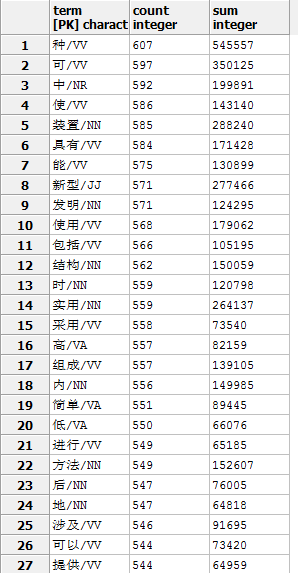 term count sum
[PK] charact integer integer
1 种/VV 607 545557
2 可/VV 597 350125
3 中/NR 592 199891
4 使/VV 586 143140
5 装置/NN 585 288240
6 具有/VV 584 171428
7 能/VV 575 130899
8 新型/JJ 571 277466
9 发明/NN 571 124295
10 使用/VV 568 179062
11 包括/VV 566 105195
12 结构/NN 562 150059
13 时/NN 559 120798
14 实用/NN 559 264137
15 采用/VV 558 73540
16 高/VA 557 82159
17 组成/VV 557 139105
18 内/NN 556 149985
19 简单/VA 551 89445
20 低/VA 550 66076
21 进行/VV 549 65185
22 方法/NN 549 152607
23 后/NN 547 76005
24 地/NN 547 64818
25 涉及/VV 546 91695
26 可以/VV 544 73420
27 提供/VV 544 64959